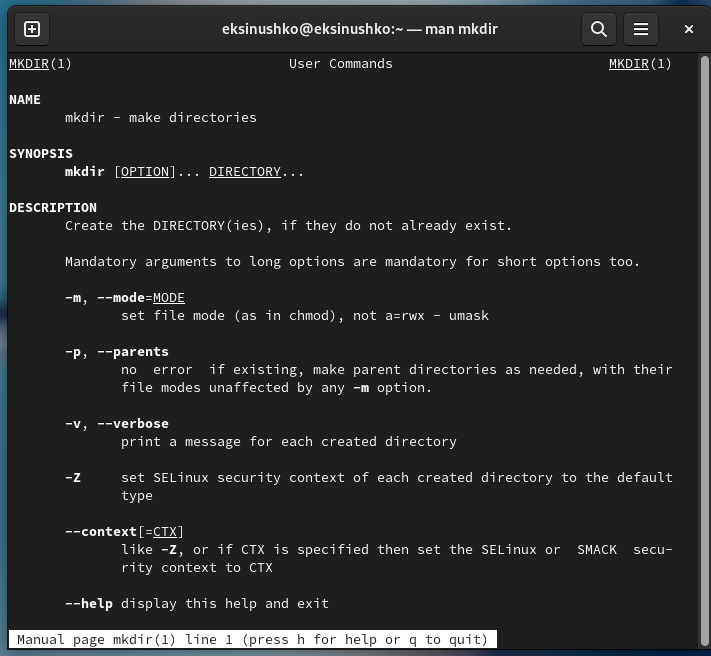 eksinushko@eksinushko:~ — man mkdir
MKDIR(1) User Commands MKDIR(1)
NAME
mkdir - make directories
SYNOPSIS
mkdir [OPTION]... DIRECTORY...
DESCRIPTION
Create the DIRECTORY(ies), if they do not already exist.
Mandatory arguments to long options are mandatory for short options too.
-m, --mode=MODE
set file mode (as in chmod), not a=rwx - umask
-p, --parents
no  error  if existing, make parent directories as needed, with their
file modes unaffected by any -m option.
-v, --verbose
print a message for each created directory
-Z     set SELinux security context of each created directory to the default
type
--context[=CTX]
like -Z, or if CTX is specified then set the SELinux or  SMACK  secu-
rity context to CTX
--help display this help and exit
Manual page mkdir(1) line 1 (press h for help or q to quit)